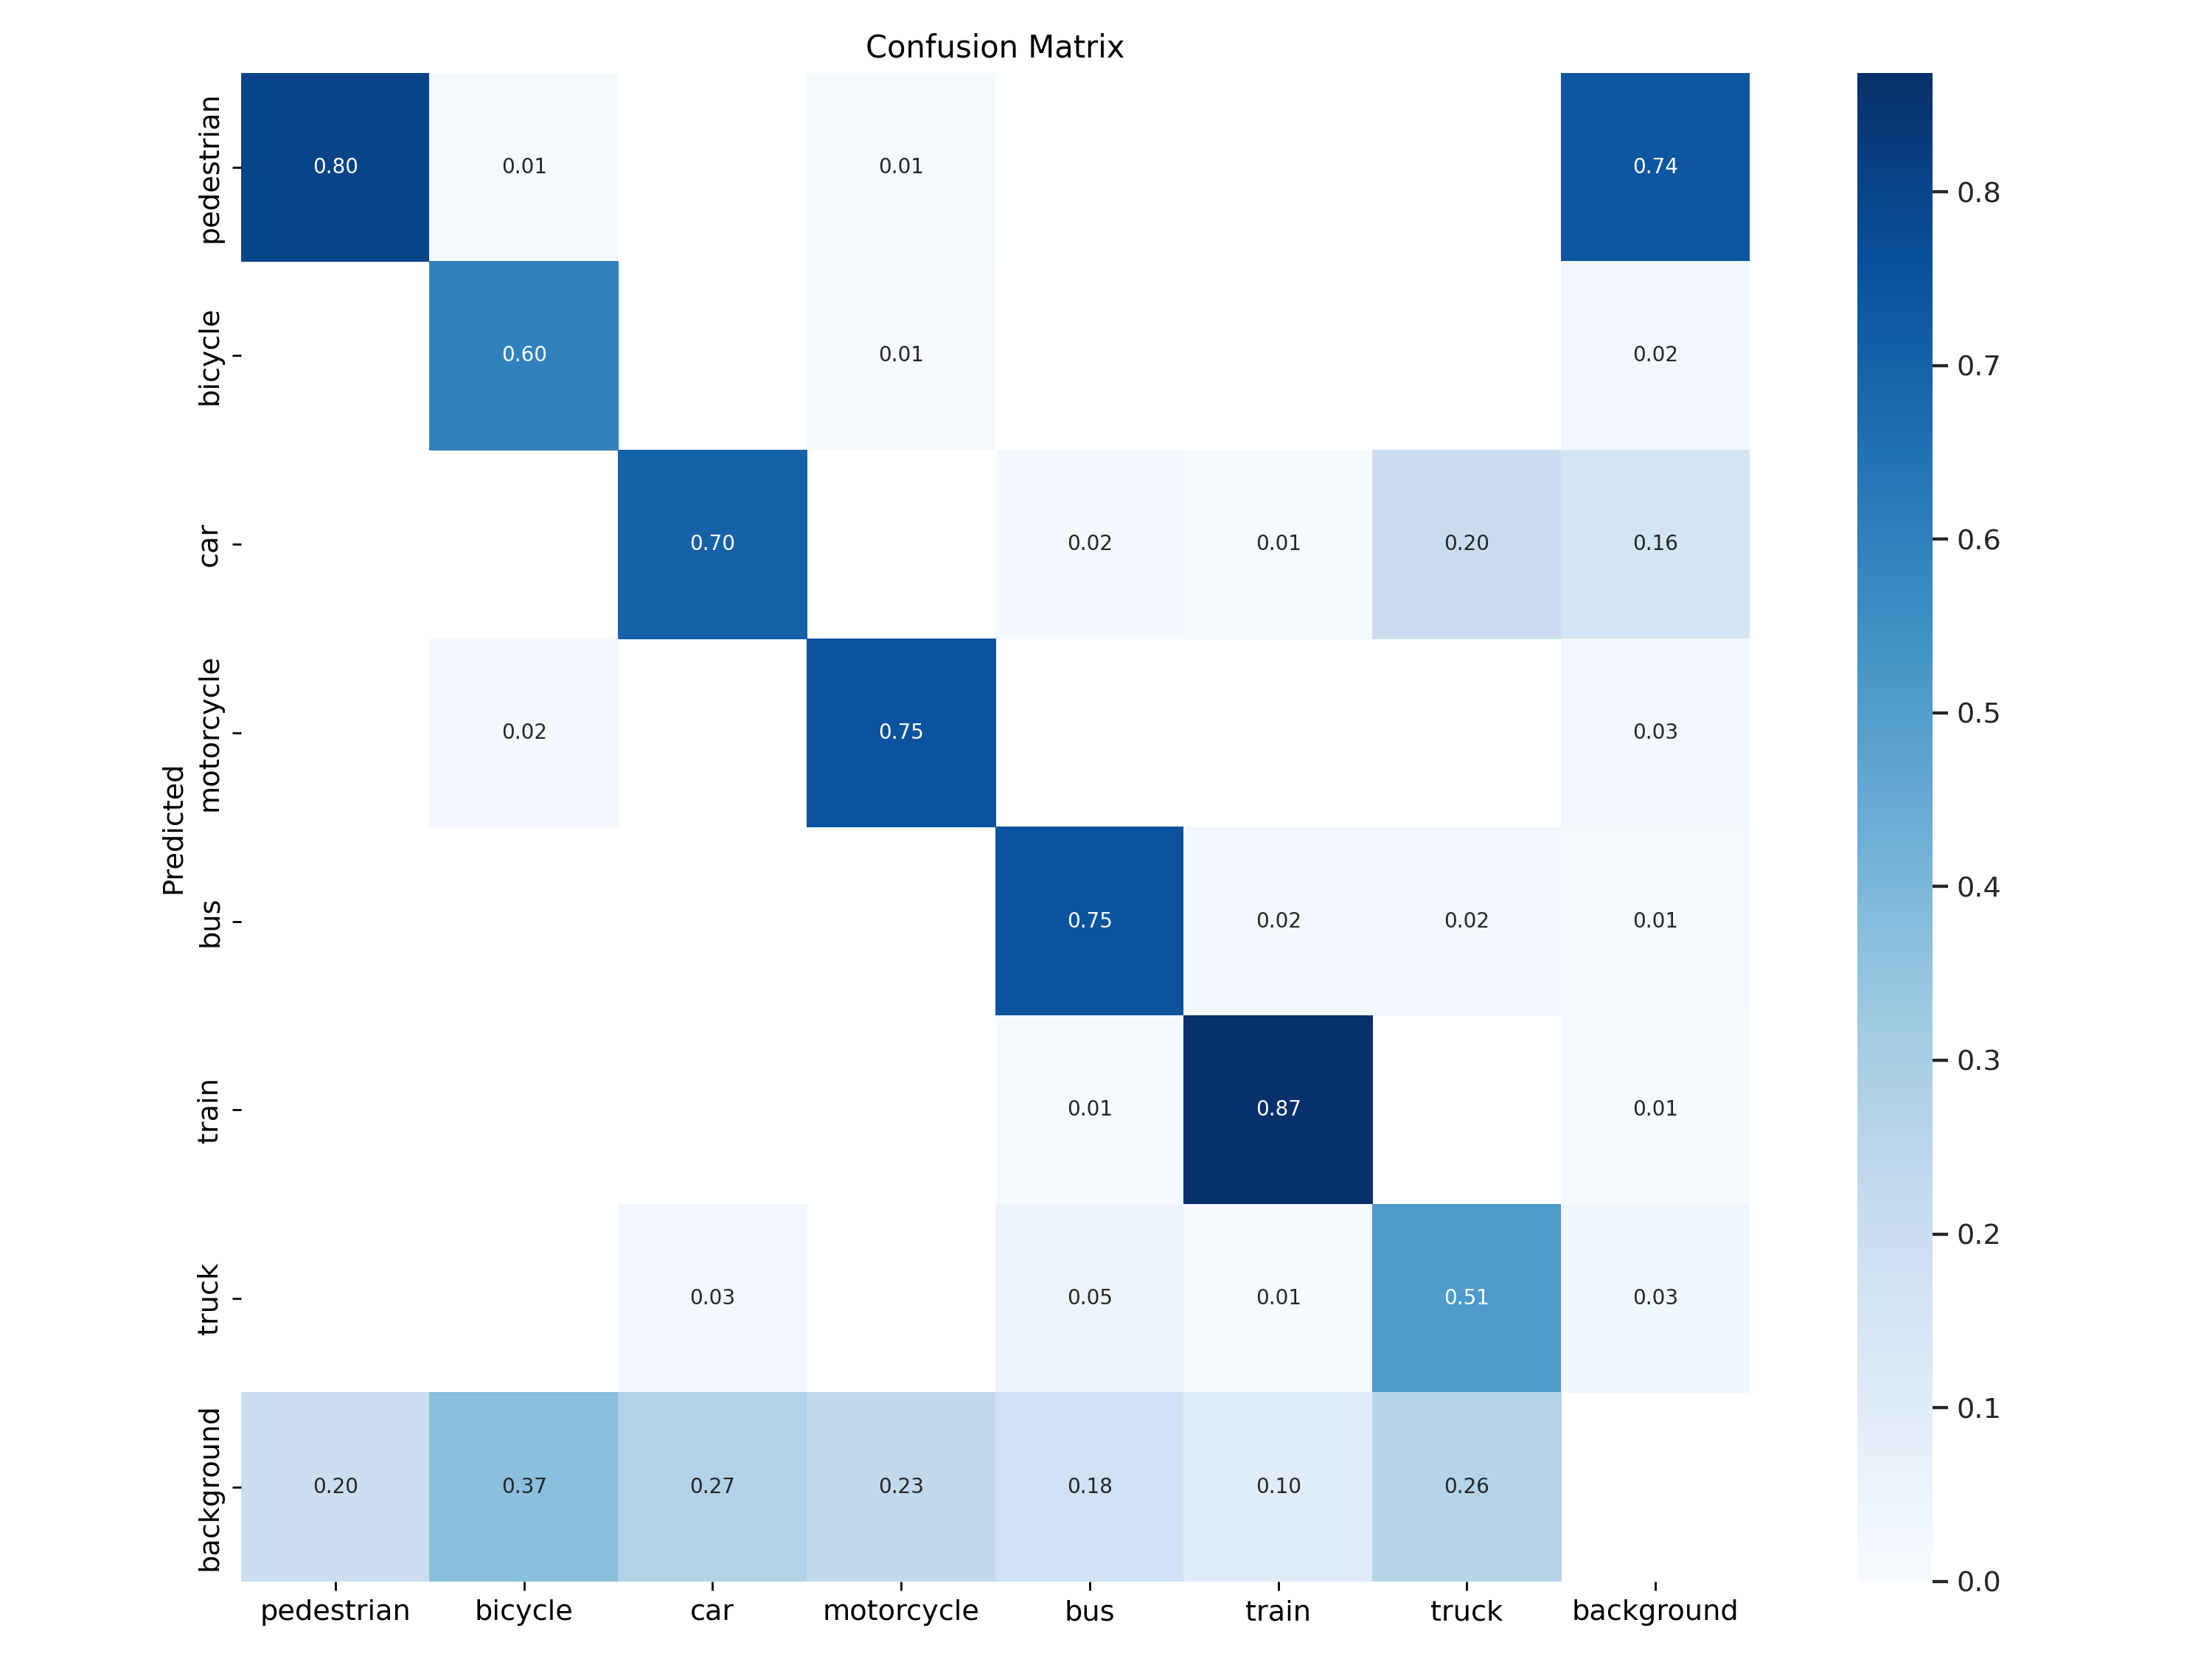 Confusion Matrix
pedestrian 0.80 0.01 0.01 0.74
bicycle 0.60 0.01 0.02
car 0.70 0.02 0.01 0.20 0.16
motorcycle 0.02 0.75 0.03
Predicted
bus 0.75 0.02 0.02 0.01
train 0.01 0.87 0.01
truck 0.03 0.05 0.01 0.51 0.03
background 0.20 0.37 0.27 0.23 0.18 0.10 0.26
pedestrian bicycle car motorcycle bus train truck background
0.8
0.7
0.6
0.5
0.4
0.3
0.2
0.1
0.0